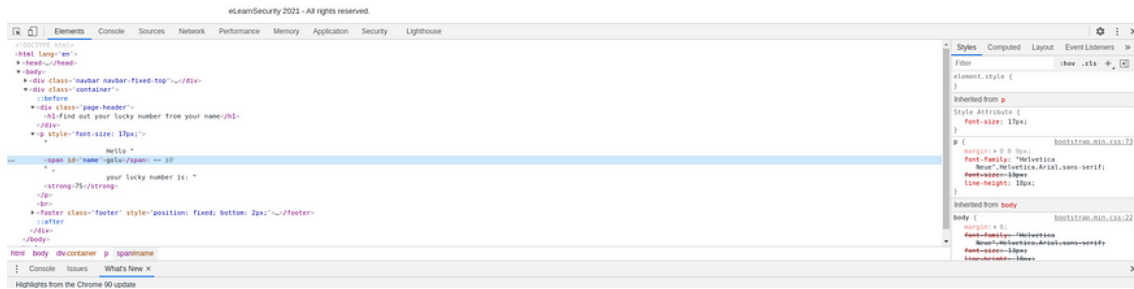 eLearnSecurity 2021 - All rights reserved.
Elements Console Sources Network Performance Memory Application Security Lighthouse
<!DOCTYPE html>
<html lang="en">
<head>…</head>
<body>
<div class="navbar navbar-fixed-top">…</div>
<div class="container">
::before
<div class="page-header">
<h1>Find out your lucky number from your name</h1>
</div>
<p style="font-size: 17px;">
"
Hello "
<span id="name">golu</span> == $0
" ,
your lucky number is: "
<strong>75</strong>
</p>
<br>
<footer class="footer" style="position: fixed; bottom: 2px;">…</footer>
::after
</div>
</body>
html body div.container p span#name
Console Issues What's New ×
Highlights from the Chrome 90 update
Styles Computed Layout Event Listeners
Filter :hov .cls +
element.style {
}
Inherited from p
Style Attribute {
font-size: 17px;
}
p { bootstrap.min.css:73
margin: 0 0 9px;
font-family: "Helvetica
Neue",Helvetica,Arial,sans-serif;
font-size: 13px;
line-height: 18px;
}
Inherited from body
body { bootstrap.min.css:22
margin: 0;
font-family: "Helvetica
Neue",Helvetica,Arial,sans-serif;
font-size: 13px;
line-height: 18px;